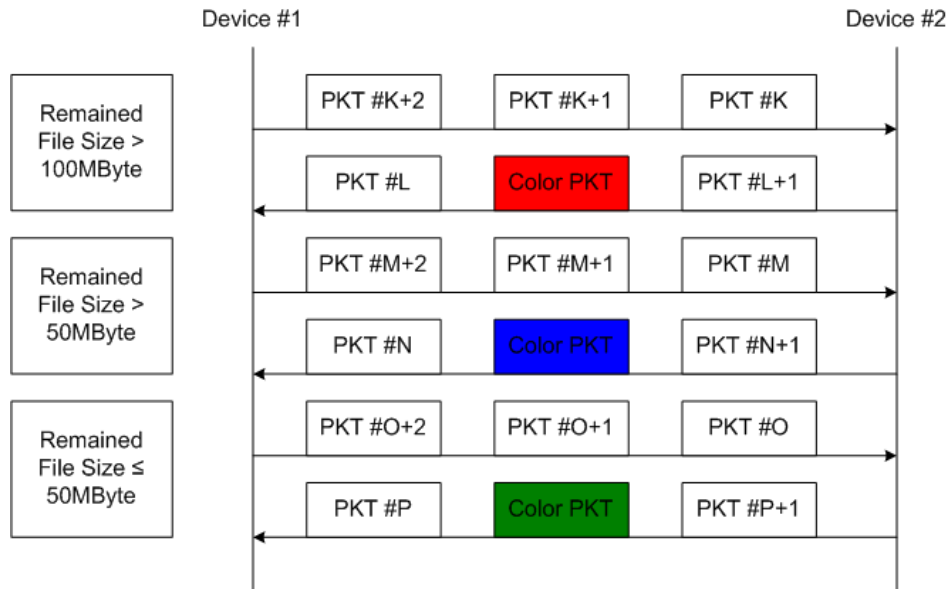 Device #1
Device #2
Remained
File Size >
100MByte
PKT #K+2
PKT #K+1
PKT #K
PKT #L
Color PKT
PKT #L+1
Remained
File Size >
50MByte
PKT #M+2
PKT #M+1
PKT #M
PKT #N
Color PKT
PKT #N+1
Remained
File Size ≤
50MByte
PKT #O+2
PKT #O+1
PKT #O
PKT #P
Color PKT
PKT #P+1